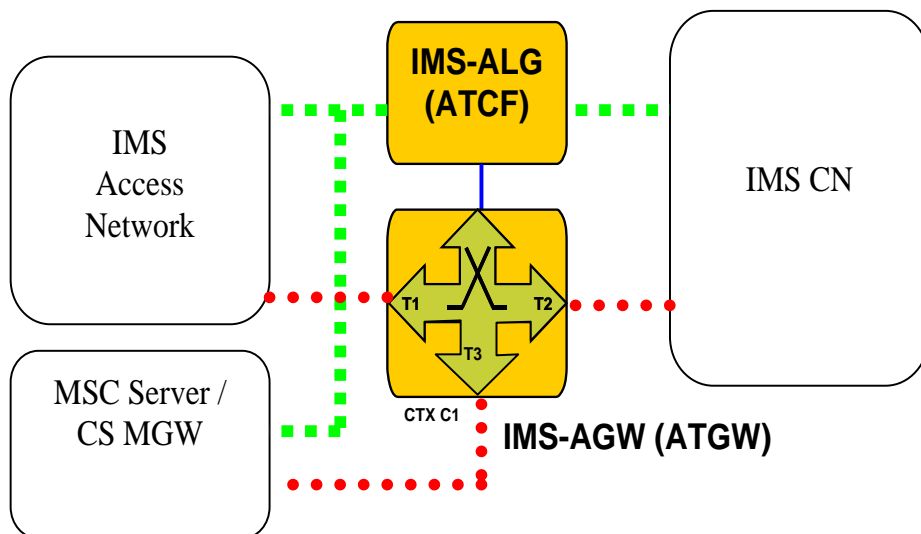 IMS-ALG
(ATCF)
IMS
Access
Network
IMS CN
T1
T2
T3
MSC Server /
CS MGW
CTX C1
IMS-AGW (ATGW)